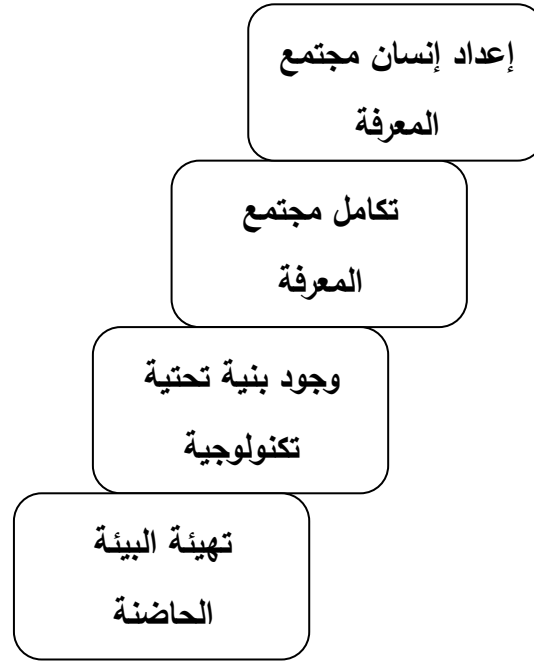 إعداد إنسان مجتمع
المعرفة
تكامل مجتمع
المعرفة
وجود بنية تحتية
تكنولوجية
تهيئة البيئة
الحاضنة